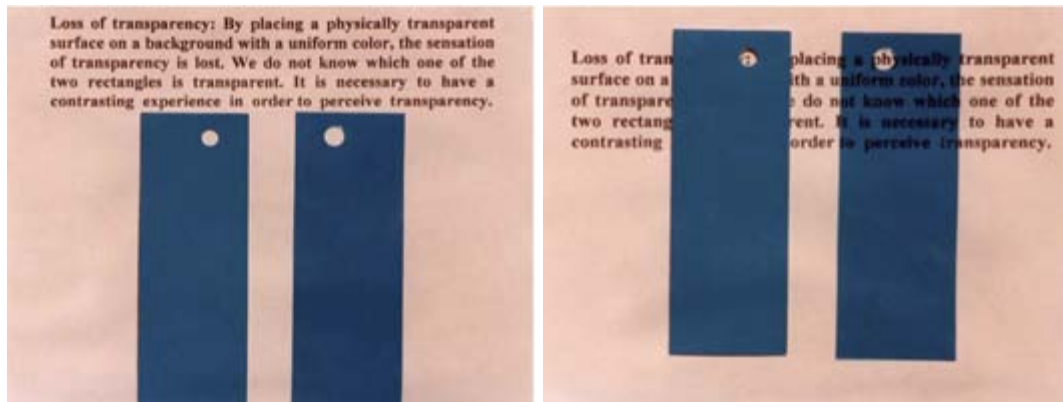 Loss of transparency: By placing a physically transparent
surface on a background with a uniform color, the sensation
of transparency is lost. We do not know which one of the
two rectangles is transparent. It is necessary to have a
contrasting experience in order to perceive transparency.
Loss of tran placing a physically transparent
surface on a ith a uniform color, the sensation
of transpare e do not know which one of the
two rectang rent. It is necessary to have a
contrasting order to perceive transparency.